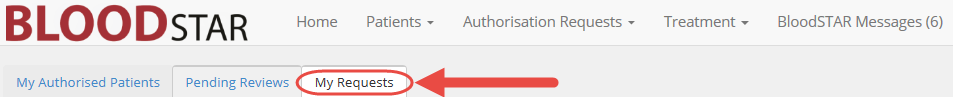 BLOODSTAR Home Patients Authorisation Requests Treatment BloodSTAR Messages (6)
My Authorised Patients Pending Reviews My Requests